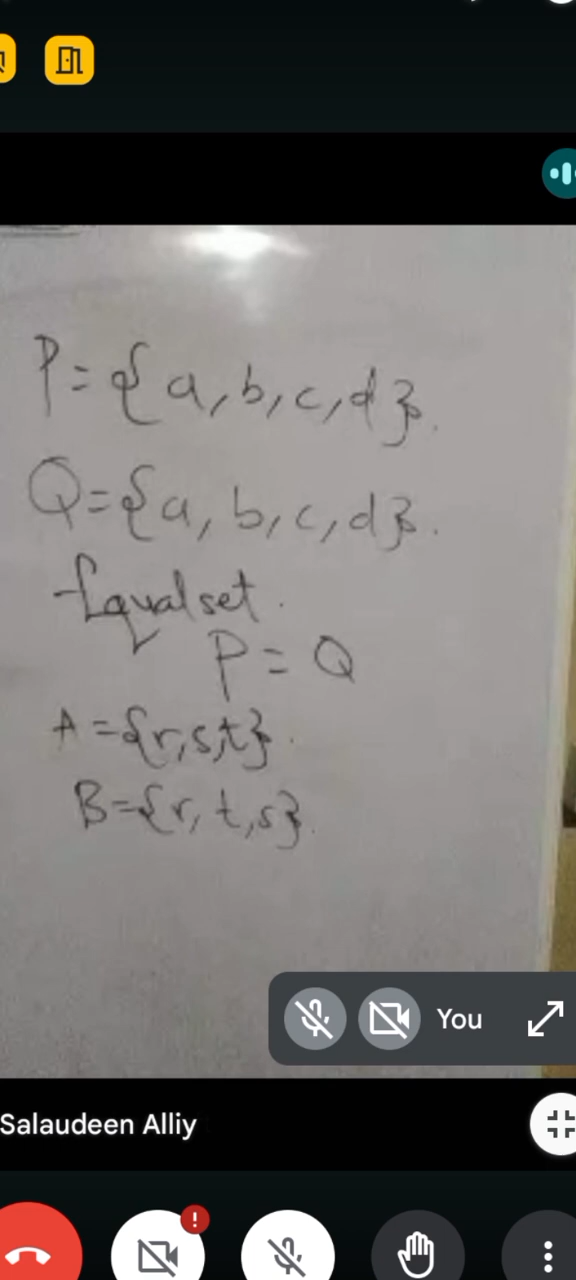 P={a,b,c,d}.
Q={a,b,c,d}.
Equal set.
P=Q
A={r,s,t}.
B={r,t,s}.
You
Salaudeen Alliy